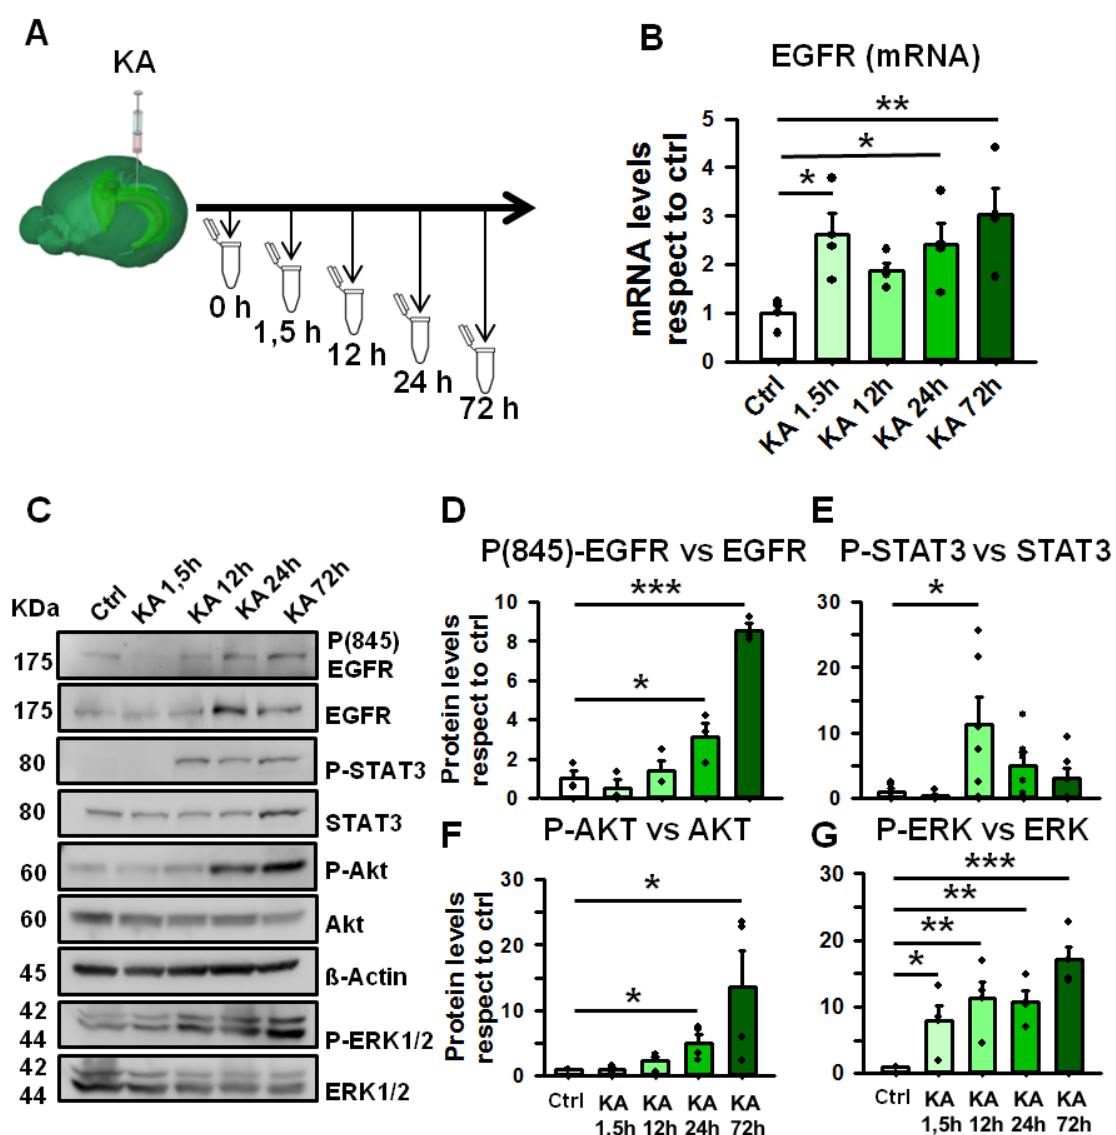 A
KA
0 h
1,5 h
12 h
24 h
72 h
B
EGFR (mRNA)
**
*
*
mRNA levels
respect to ctrl
5
4
3
2
1
0
Ctrl
KA 1.5h
KA 12h
KA 24h
KA 72h
C
KDa
Ctrl
KA 1,5h
KA 12h
KA 24h
KA 72h
175
P(845)
EGFR
175
EGFR
80
P-STAT3
80
STAT3
60
P-Akt
60
Akt
45
ß-Actin
42
44
P-ERK1/2
42
44
ERK1/2
D
P(845)-EGFR vs EGFR
***
*
Protein levels
respect to ctrl
10
8
6
4
2
0
E
P-STAT3 vs STAT3
*
30
20
10
0
F
P-AKT vs AKT
*
*
Protein levels
respect to ctrl
30
20
10
0
Ctrl
KA
1.5h
KA
12h
KA
24h
KA
72h
G
P-ERK vs ERK
***
**
**
*
30
20
10
0
Ctrl
KA
1,5h
KA
12h
KA
24h
KA
72h